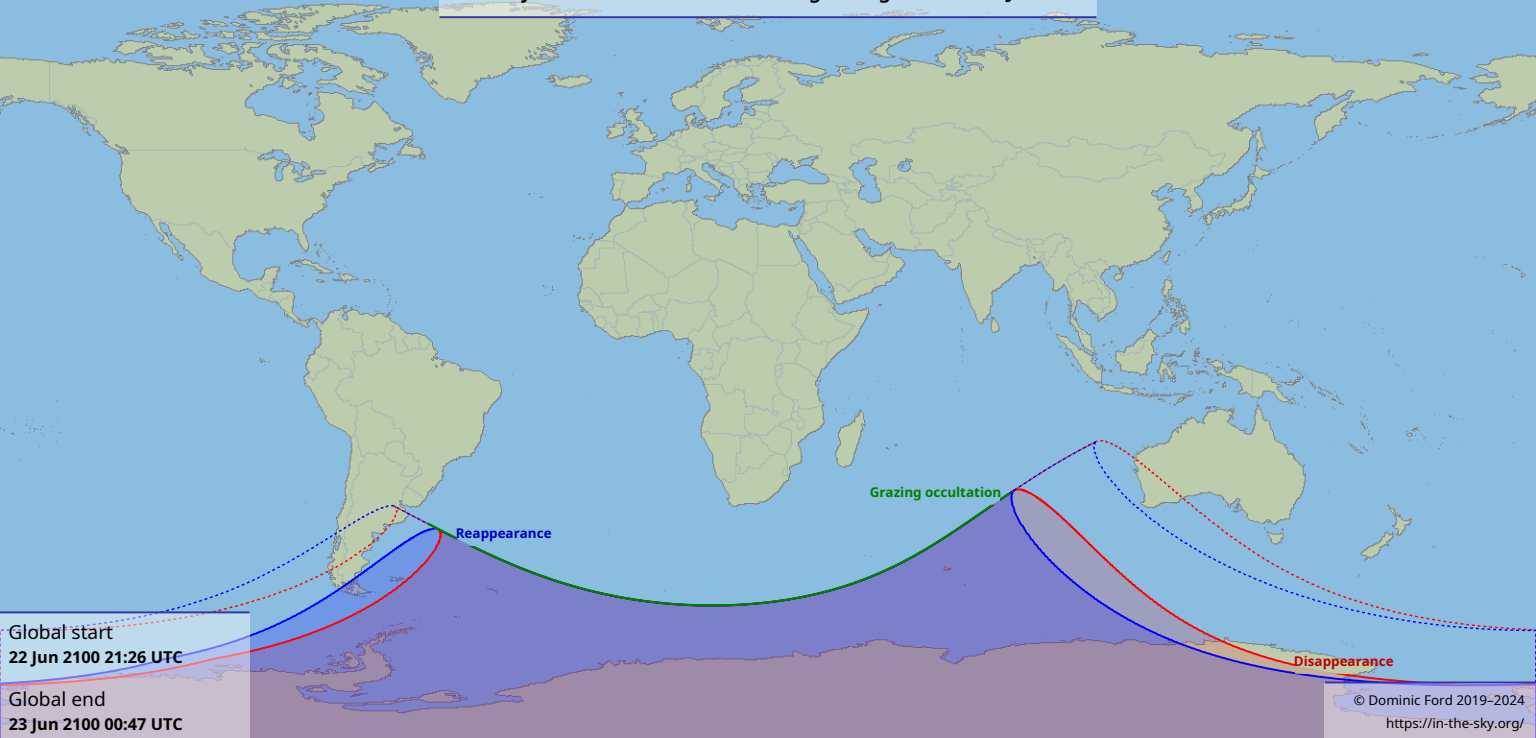 Grazing occultation
Reappearance
Disappearance
Global start
22 Jun 2100 21:26 UTC
Global end
23 Jun 2100 00:47 UTC
© Dominic Ford 2019–2024
https://in-the-sky.org/